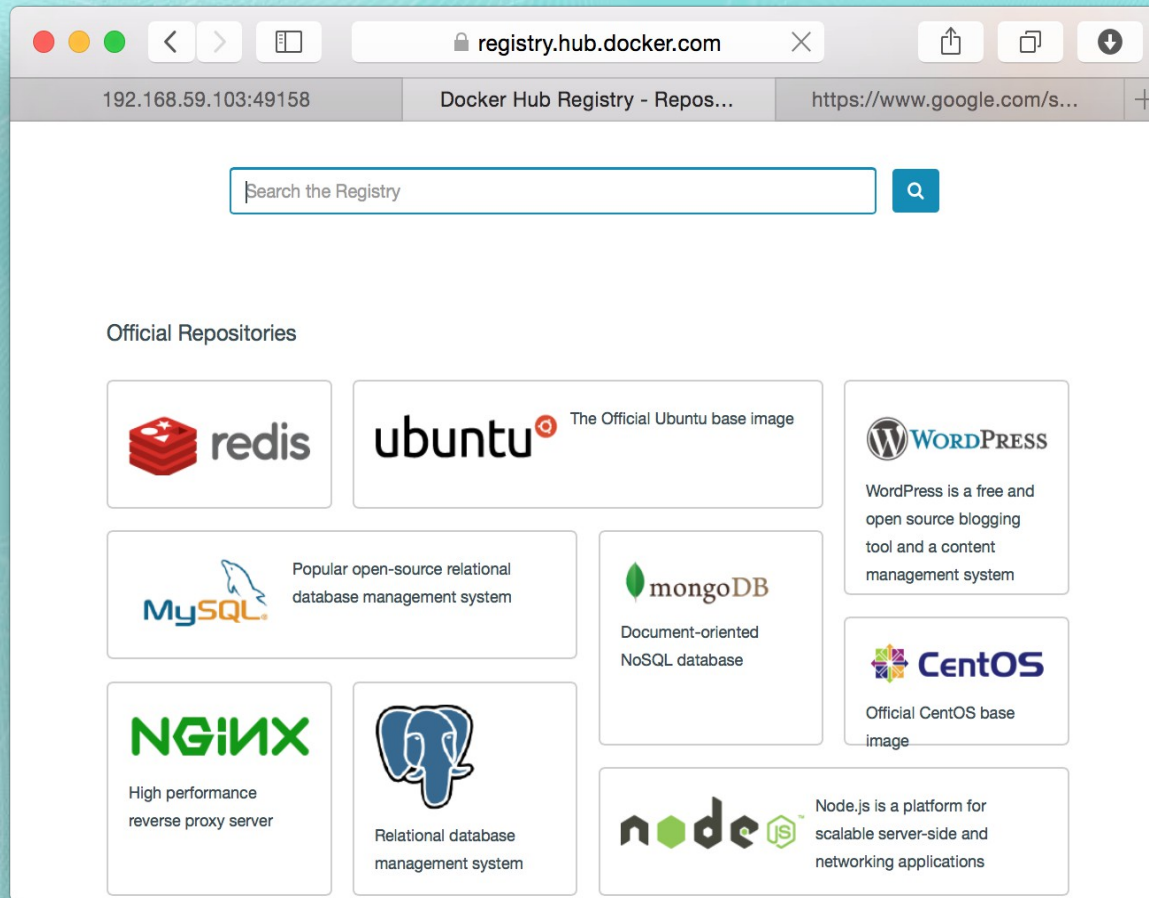 registry.hub.docker.com
192.168.59.103:49158
Docker Hub Registry - Repos...
https://www.google.com/s...
Search the Registry
Official Repositories
redis
ubuntu
The Official Ubuntu base image
WORDPRESS
WordPress is a free and
open source blogging
tool and a content
management system
MySQL
Popular open-source relational
database management system
mongoDB
Document-oriented
NoSQL database
CentOS
Official CentOS base
image
NGINX
High performance
reverse proxy server
Relational database
management system
node JS
Node.js is a platform for
scalable server-side and
networking applications